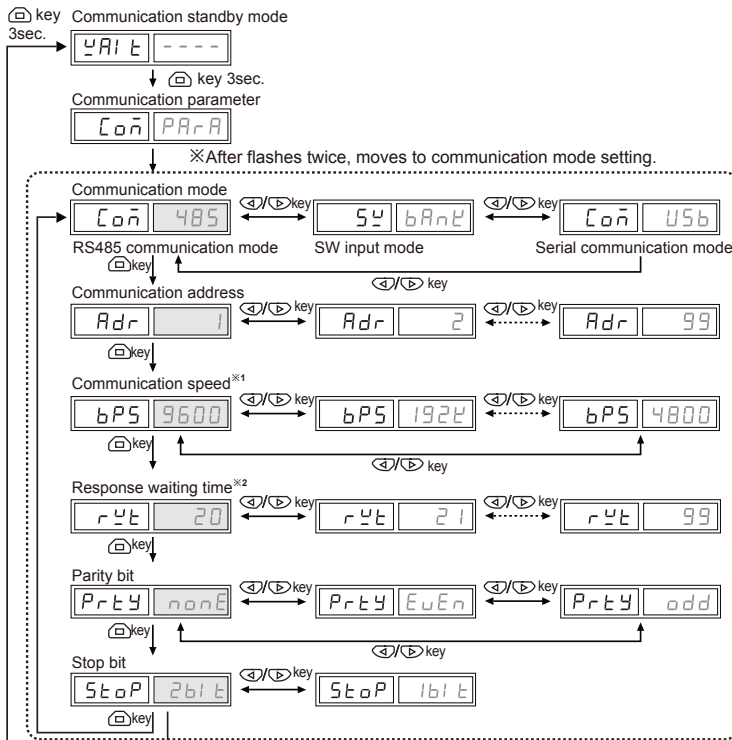 key Communication standby mode
3sec.
WAIt ----
key 3sec.
Communication parameter
Com PArA
※After flashes twice, moves to communication mode setting.
Communication mode
Com 485 ◁/▷ key SW bAnK ◁/▷ key Com USb
RS485 communication mode SW input mode Serial communication mode
key ◁/▷ key
Communication address
Adr 1 ◁/▷ key Adr 2 ◁/▷ key Adr 99
key
Communication speed※1
bPS 9600 ◁/▷ key bPS 192K ◁/▷ key bPS 4800
key ◁/▷ key
Response waiting time※2
rWt 20 ◁/▷ key rWt 21 ◁/▷ key rWt 99
key
Parity bit
PrtY nonE ◁/▷ key PrtY EvEn ◁/▷ key PrtY odd
key ◁/▷ key
Stop bit
StoP 2bIt ◁/▷ key StoP 1bIt
key